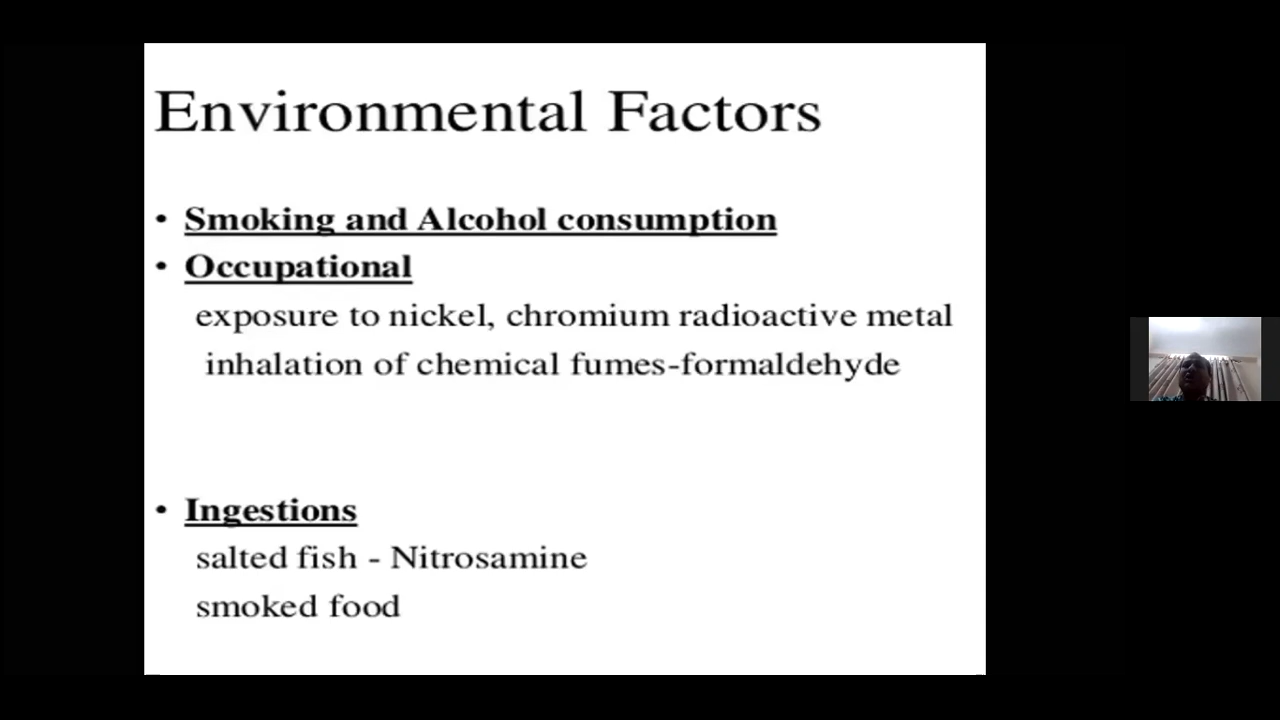 Environmental Factors
• Smoking and Alcohol consumption
• Occupational
exposure to nickel, chromium radioactive metal
inhalation of chemical fumes-formaldehyde
• Ingestions
salted fish - Nitrosamine
smoked food